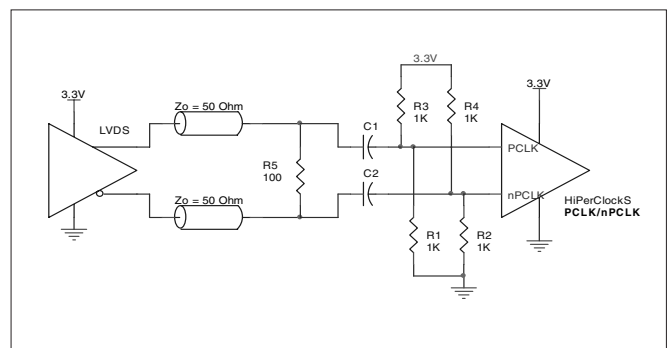 3.3V
LVDS
Zo = 50 Ohm
Zo = 50 Ohm
R5
100
C1
C2
3.3V
R3
1K
R4
1K
R1
1K
R2
1K
3.3V
PCLK
nPCLK
HiPerClockS
PCLK/nPCLK